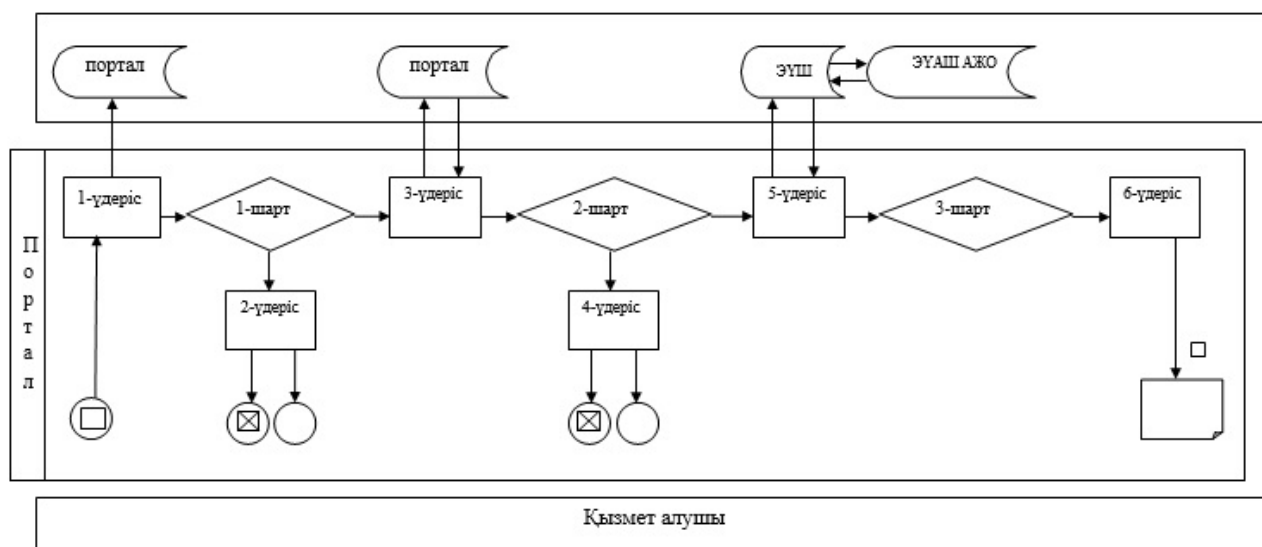 портал
портал
ЭҮШ
ЭҮАШ АЖО
Портал
1-үдеріс
1-шарт
3-үдеріс
2-шарт
5-үдеріс
3-шарт
6-үдеріс
2-үдеріс
4-үдеріс
Қызмет алушы